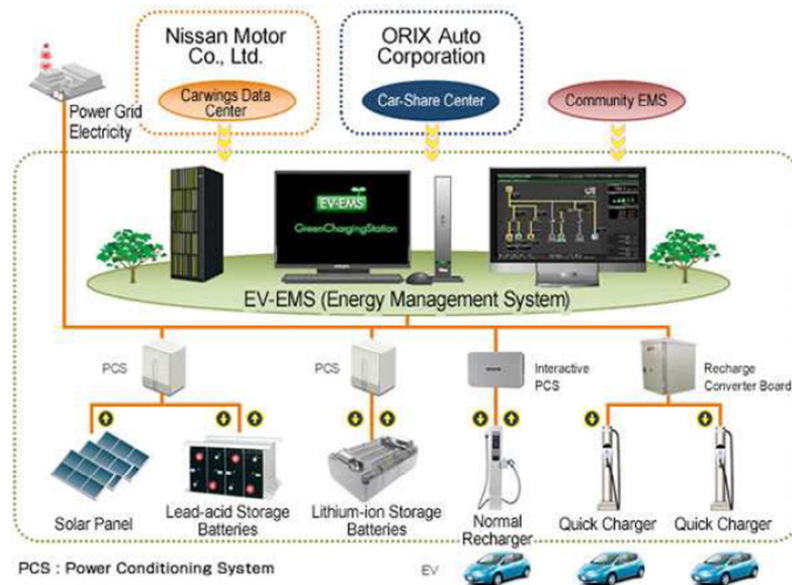 Nissan Motor
Co., Ltd.
ORIX Auto
Corporation
Carwings Data
Center
Car-Share Center
Community EMS
Power Grid
Electricity
EV-EMS
GreenChargingStation
EV-EMS (Energy Management System)
PCS
PCS
Interactive
PCS
Recharge
Converter Board
Solar Panel
Lead-acid Storage
Batteries
Lithium-ion Storage
Batteries
Normal
Recharger
Quick Charger
Quick Charger
PCS : Power Conditioning System
EV